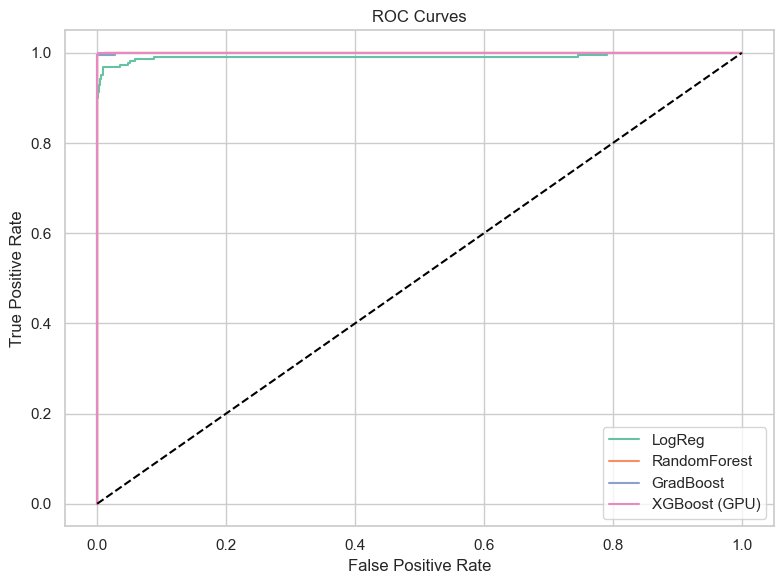 ROC Curves
1.0
0.8
0.6
0.4
0.2
0.0
True Positive Rate
LogReg
RandomForest
GradBoost
XGBoost (GPU)
0.0 0.2 0.4 0.6 0.8 1.0
False Positive Rate